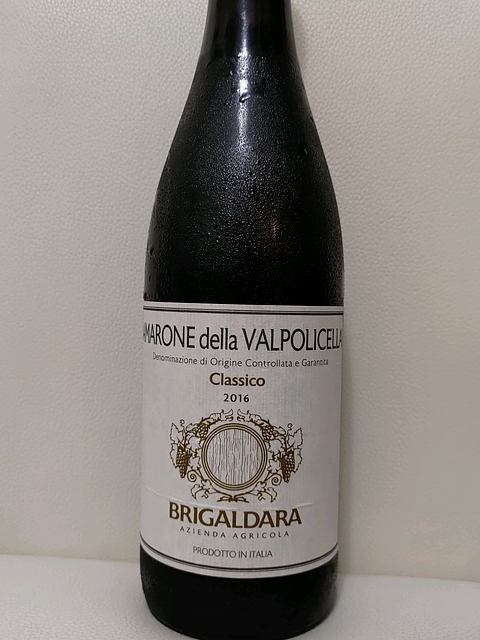 AMARONE della VALPOLICELLA
Denominazione di Origine Controllata e Garantita
Classico
2016
BRIGALDARA
AZIENDA AGRICOLA
PRODOTTO IN ITALIA